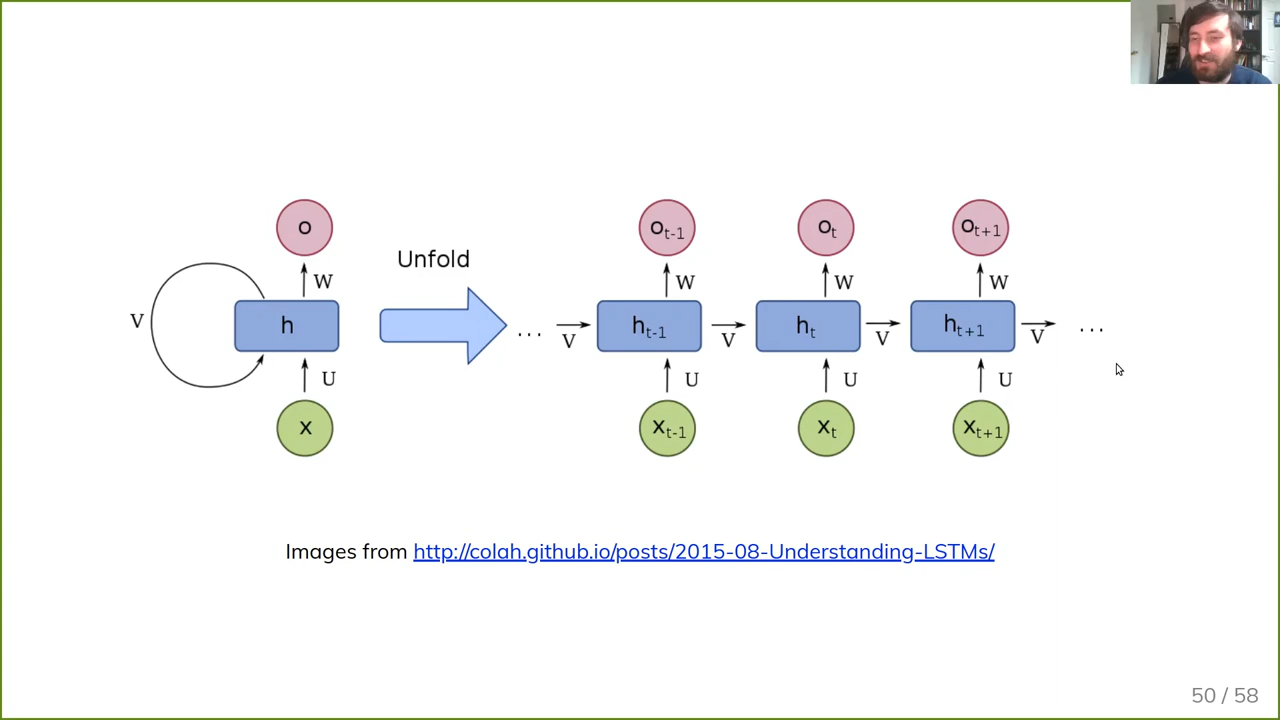 o o t-1 o t o t+1
Unfold
W W W W
V h ... h t-1 h t h t+1 ...
V V V V
U U U U
x x t-1 x t x t+1
Images from http://colah.github.io/posts/2015-08-Understanding-LSTMs/
50 / 58